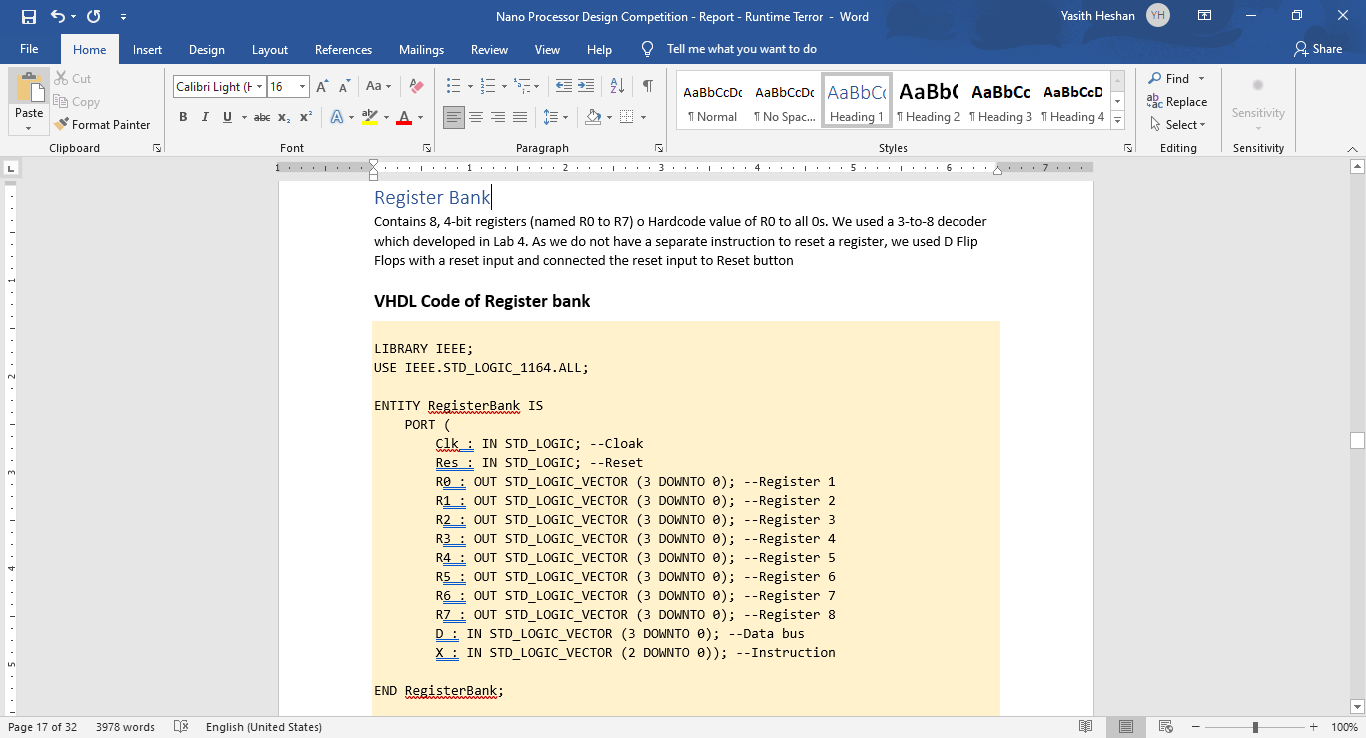 Nano Processor Design Competition - Report - Runtime Terror - Word
Yasith Heshan YH
File Home Insert Design Layout References Mailings Review View Help Tell me what you want to do Share
Paste
Cut
Copy
Format Painter
Clipboard
Calibri Light (H 16
Font
Paragraph
AaBbCcDc AaBbCcDc AaBbCc AaBbC AaBbCc AaBbCcD
¶ Normal ¶ No Spac... Heading 1 ¶ Heading 2 ¶ Heading 3 ¶ Heading 4
Styles
Find
Replace
Select
Editing
Sensitivity
Sensitivity
Register Bank
Contains 8, 4-bit registers (named R0 to R7) o Hardcode value of R0 to all 0s. We used a 3-to-8 decoder
which developed in Lab 4. As we do not have a separate instruction to reset a register, we used D Flip
Flops with a reset input and connected the reset input to Reset button
VHDL Code of Register bank
LIBRARY IEEE;
USE IEEE.STD_LOGIC_1164.ALL;
ENTITY RegisterBank IS
PORT (
Clk : IN STD_LOGIC; --Cloak
Res : IN STD_LOGIC; --Reset
R0 : OUT STD_LOGIC_VECTOR (3 DOWNTO 0); --Register 1
R1 : OUT STD_LOGIC_VECTOR (3 DOWNTO 0); --Register 2
R2 : OUT STD_LOGIC_VECTOR (3 DOWNTO 0); --Register 3
R3 : OUT STD_LOGIC_VECTOR (3 DOWNTO 0); --Register 4
R4 : OUT STD_LOGIC_VECTOR (3 DOWNTO 0); --Register 5
R5 : OUT STD_LOGIC_VECTOR (3 DOWNTO 0); --Register 6
R6 : OUT STD_LOGIC_VECTOR (3 DOWNTO 0); --Register 7
R7 : OUT STD_LOGIC_VECTOR (3 DOWNTO 0); --Register 8
D : IN STD_LOGIC_VECTOR (3 DOWNTO 0); --Data bus
X : IN STD_LOGIC_VECTOR (2 DOWNTO 0)); --Instruction
END RegisterBank;
Page 17 of 32 3978 words English (United States) 100%